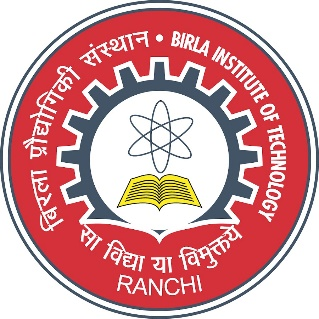 बिरला प्रौद्योगिकी संस्थान • BIRLA INSTITUTE OF TECHNOLOGY
सा विद्या या विमुक्तये
RANCHI